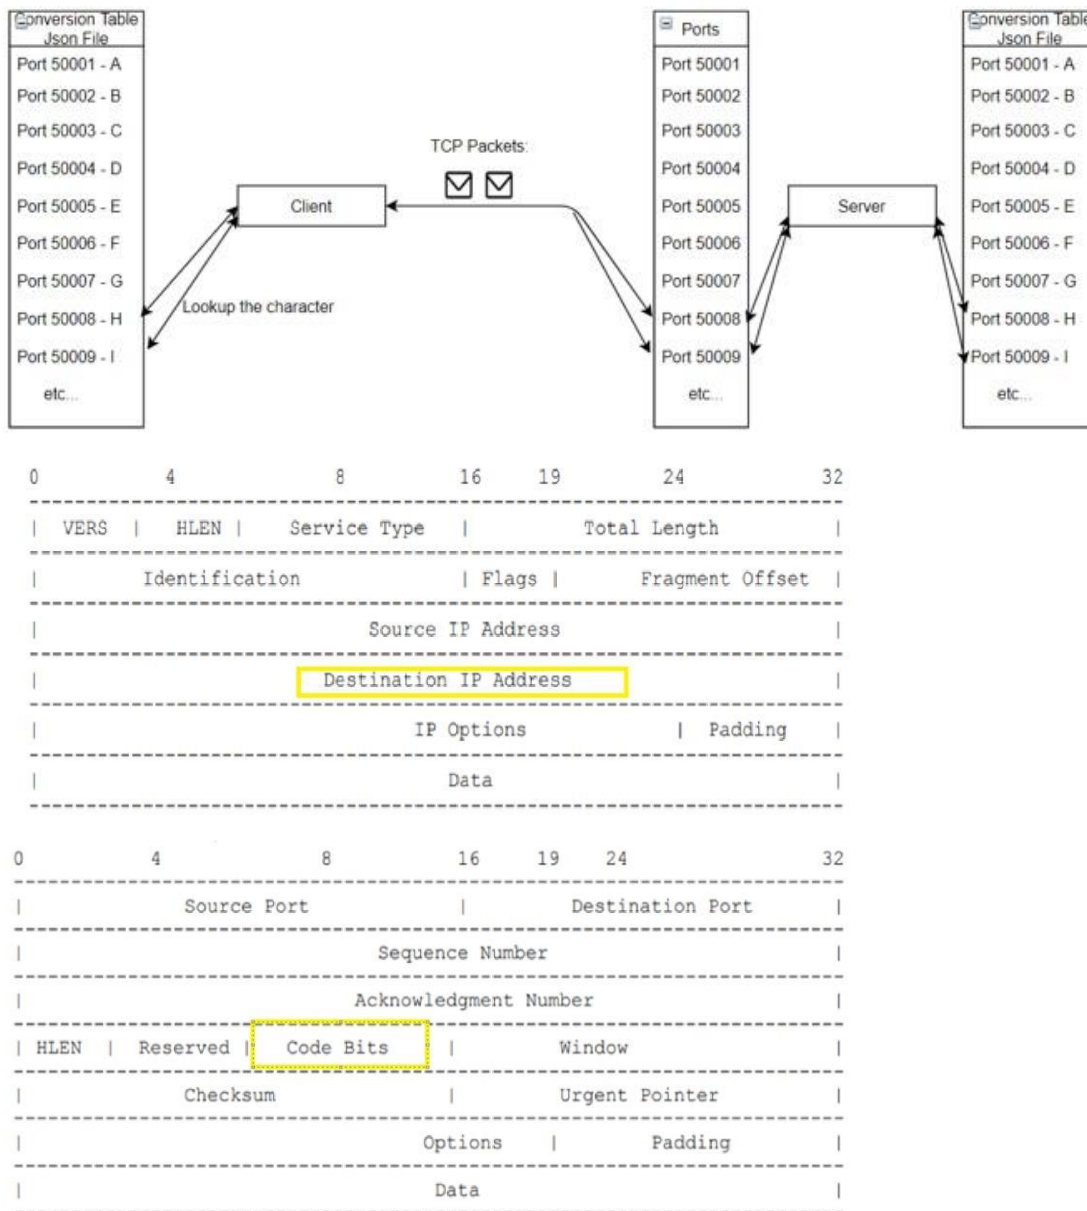 Conversion Table
Json File
Port 50001 - A
Port 50002 - B
Port 50003 - C
Port 50004 - D
Port 50005 - E
Port 50006 - F
Port 50007 - G
Port 50008 - H
Port 50009 - I
etc...
Client
Lookup the character
TCP Packets:
Ports
Port 50001
Port 50002
Port 50003
Port 50004
Port 50005
Port 50006
Port 50007
Port 50008
Port 50009
etc...
Server
Conversion Table
Json File
Port 50001 - A
Port 50002 - B
Port 50003 - C
Port 50004 - D
Port 50005 - E
Port 50006 - F
Port 50007 - G
Port 50008 - H
Port 50009 - I
etc...
0 4 8 16 19 24 32
| VERS | HLEN | Service Type | Total Length |
| Identification | Flags | Fragment Offset |
| Source IP Address |
| Destination IP Address |
| IP Options | Padding |
| Data |
0 4 8 16 19 24 32
| Source Port | Destination Port |
| Sequence Number |
| Acknowledgment Number |
| HLEN | Reserved | Code Bits | Window |
| Checksum | Urgent Pointer |
| Options | Padding |
| Data |